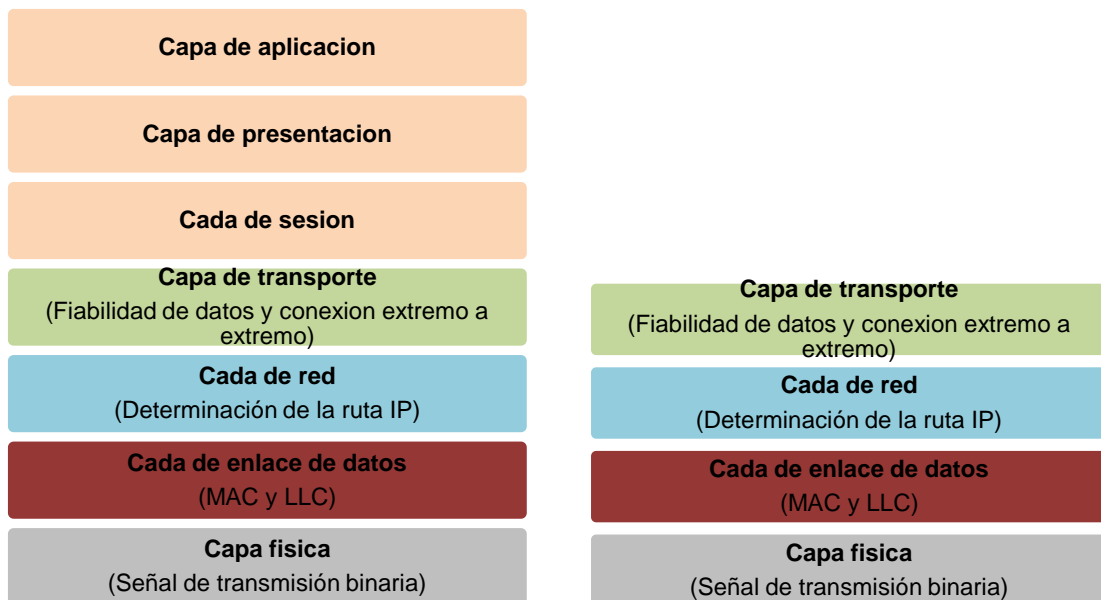 Capa de aplicacion
Capa de presentacion
Cada de sesion
Capa de transporte
(Fiabilidad de datos y conexion extremo a
extremo)
Cada de red
(Determinación de la ruta IP)
Cada de enlace de datos
(MAC y LLC)
Capa fisica
(Señal de transmisión binaria)
Capa de transporte
(Fiabilidad de datos y conexion extremo a
extremo)
Cada de red
(Determinación de la ruta IP)
Cada de enlace de datos
(MAC y LLC)
Capa fisica
(Señal de transmisión binaria)